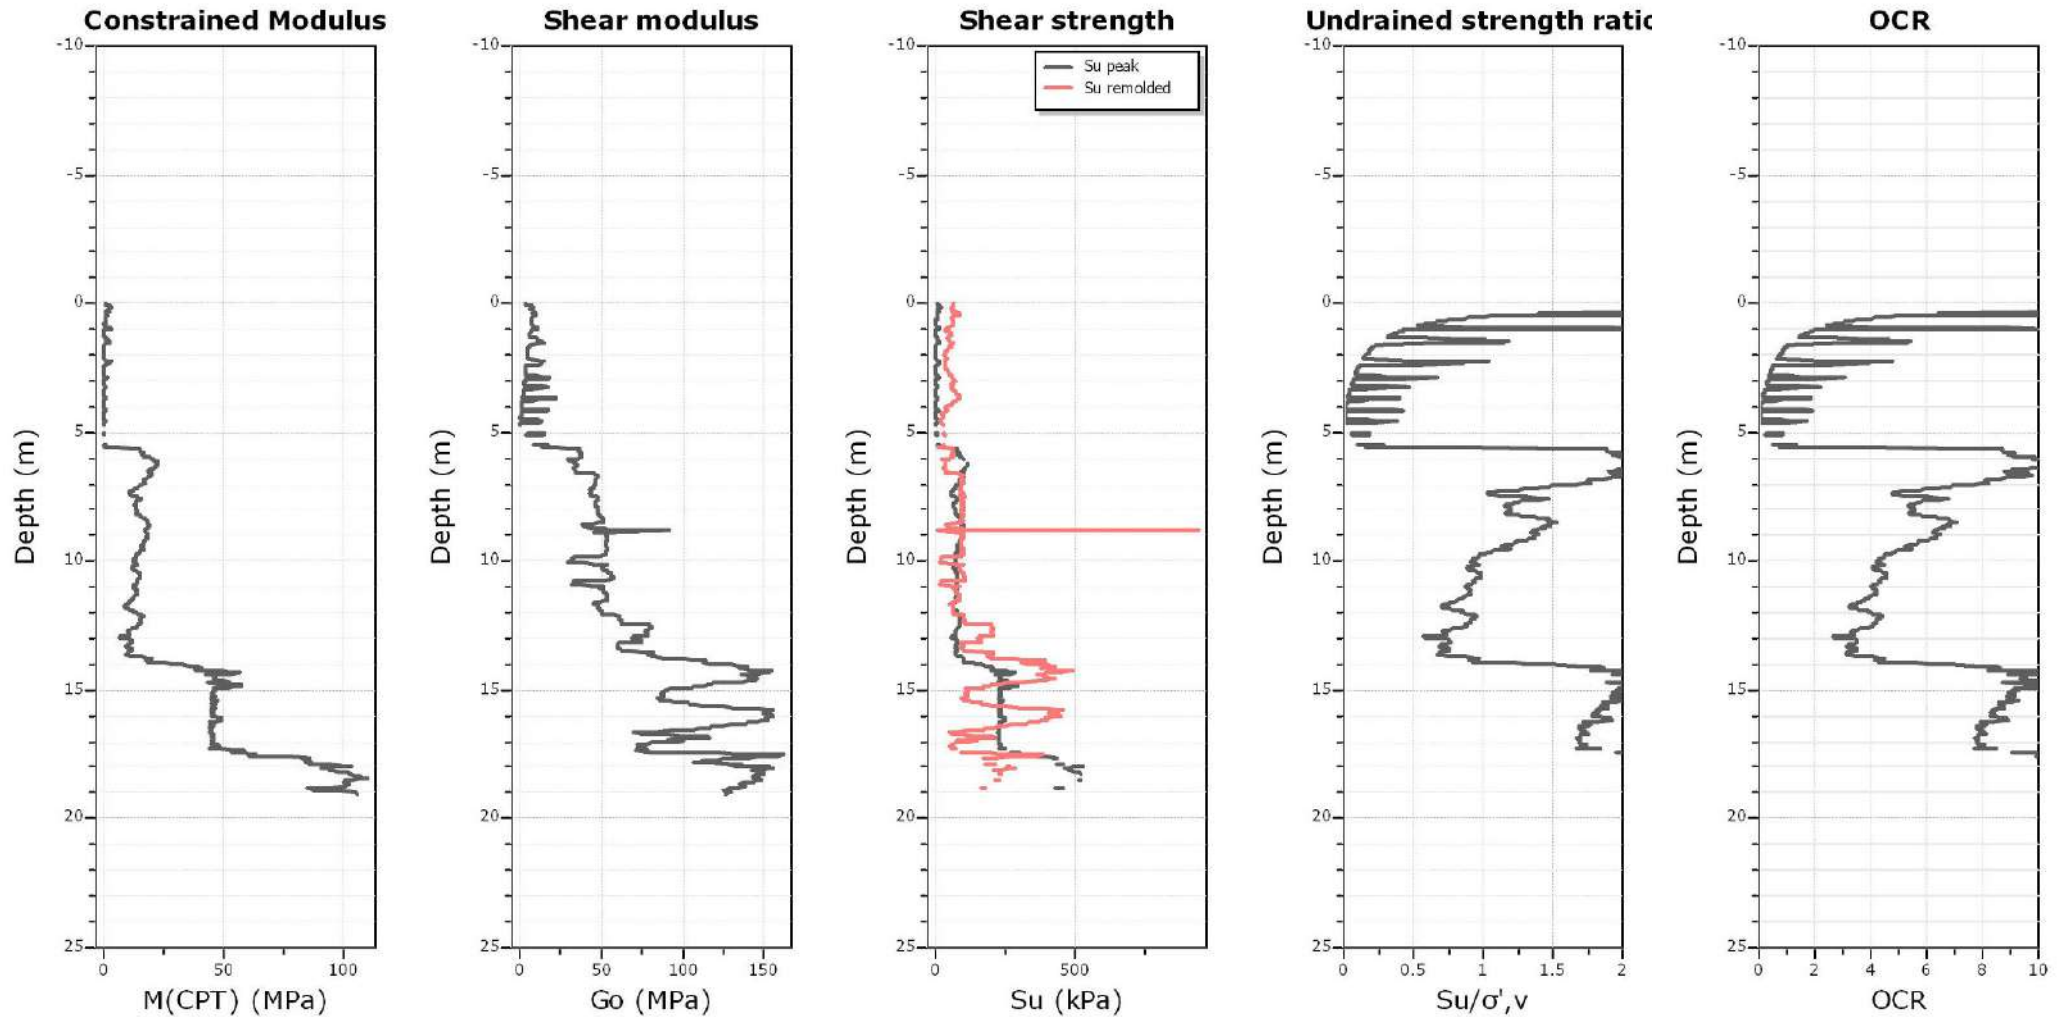 Constrained Modulus
-10
-5
0
5
10
15
20
25
Depth (m)
0 50 100
M(CPT) (MPa)
Shear modulus
-10
-5
0
5
10
15
20
25
Depth (m)
0 50 100 150
Go (MPa)
Shear strength
Su peak
Su remolded
-10
-5
0
5
10
15
20
25
Depth (m)
0 500
Su (kPa)
Undrained strength ratio
-10
-5
0
5
10
15
20
25
Depth (m)
0 0.5 1 1.5 2
Su/σ',v
OCR
-10
-5
0
5
10
15
20
25
Depth (m)
0 2 4 6 8 10
OCR